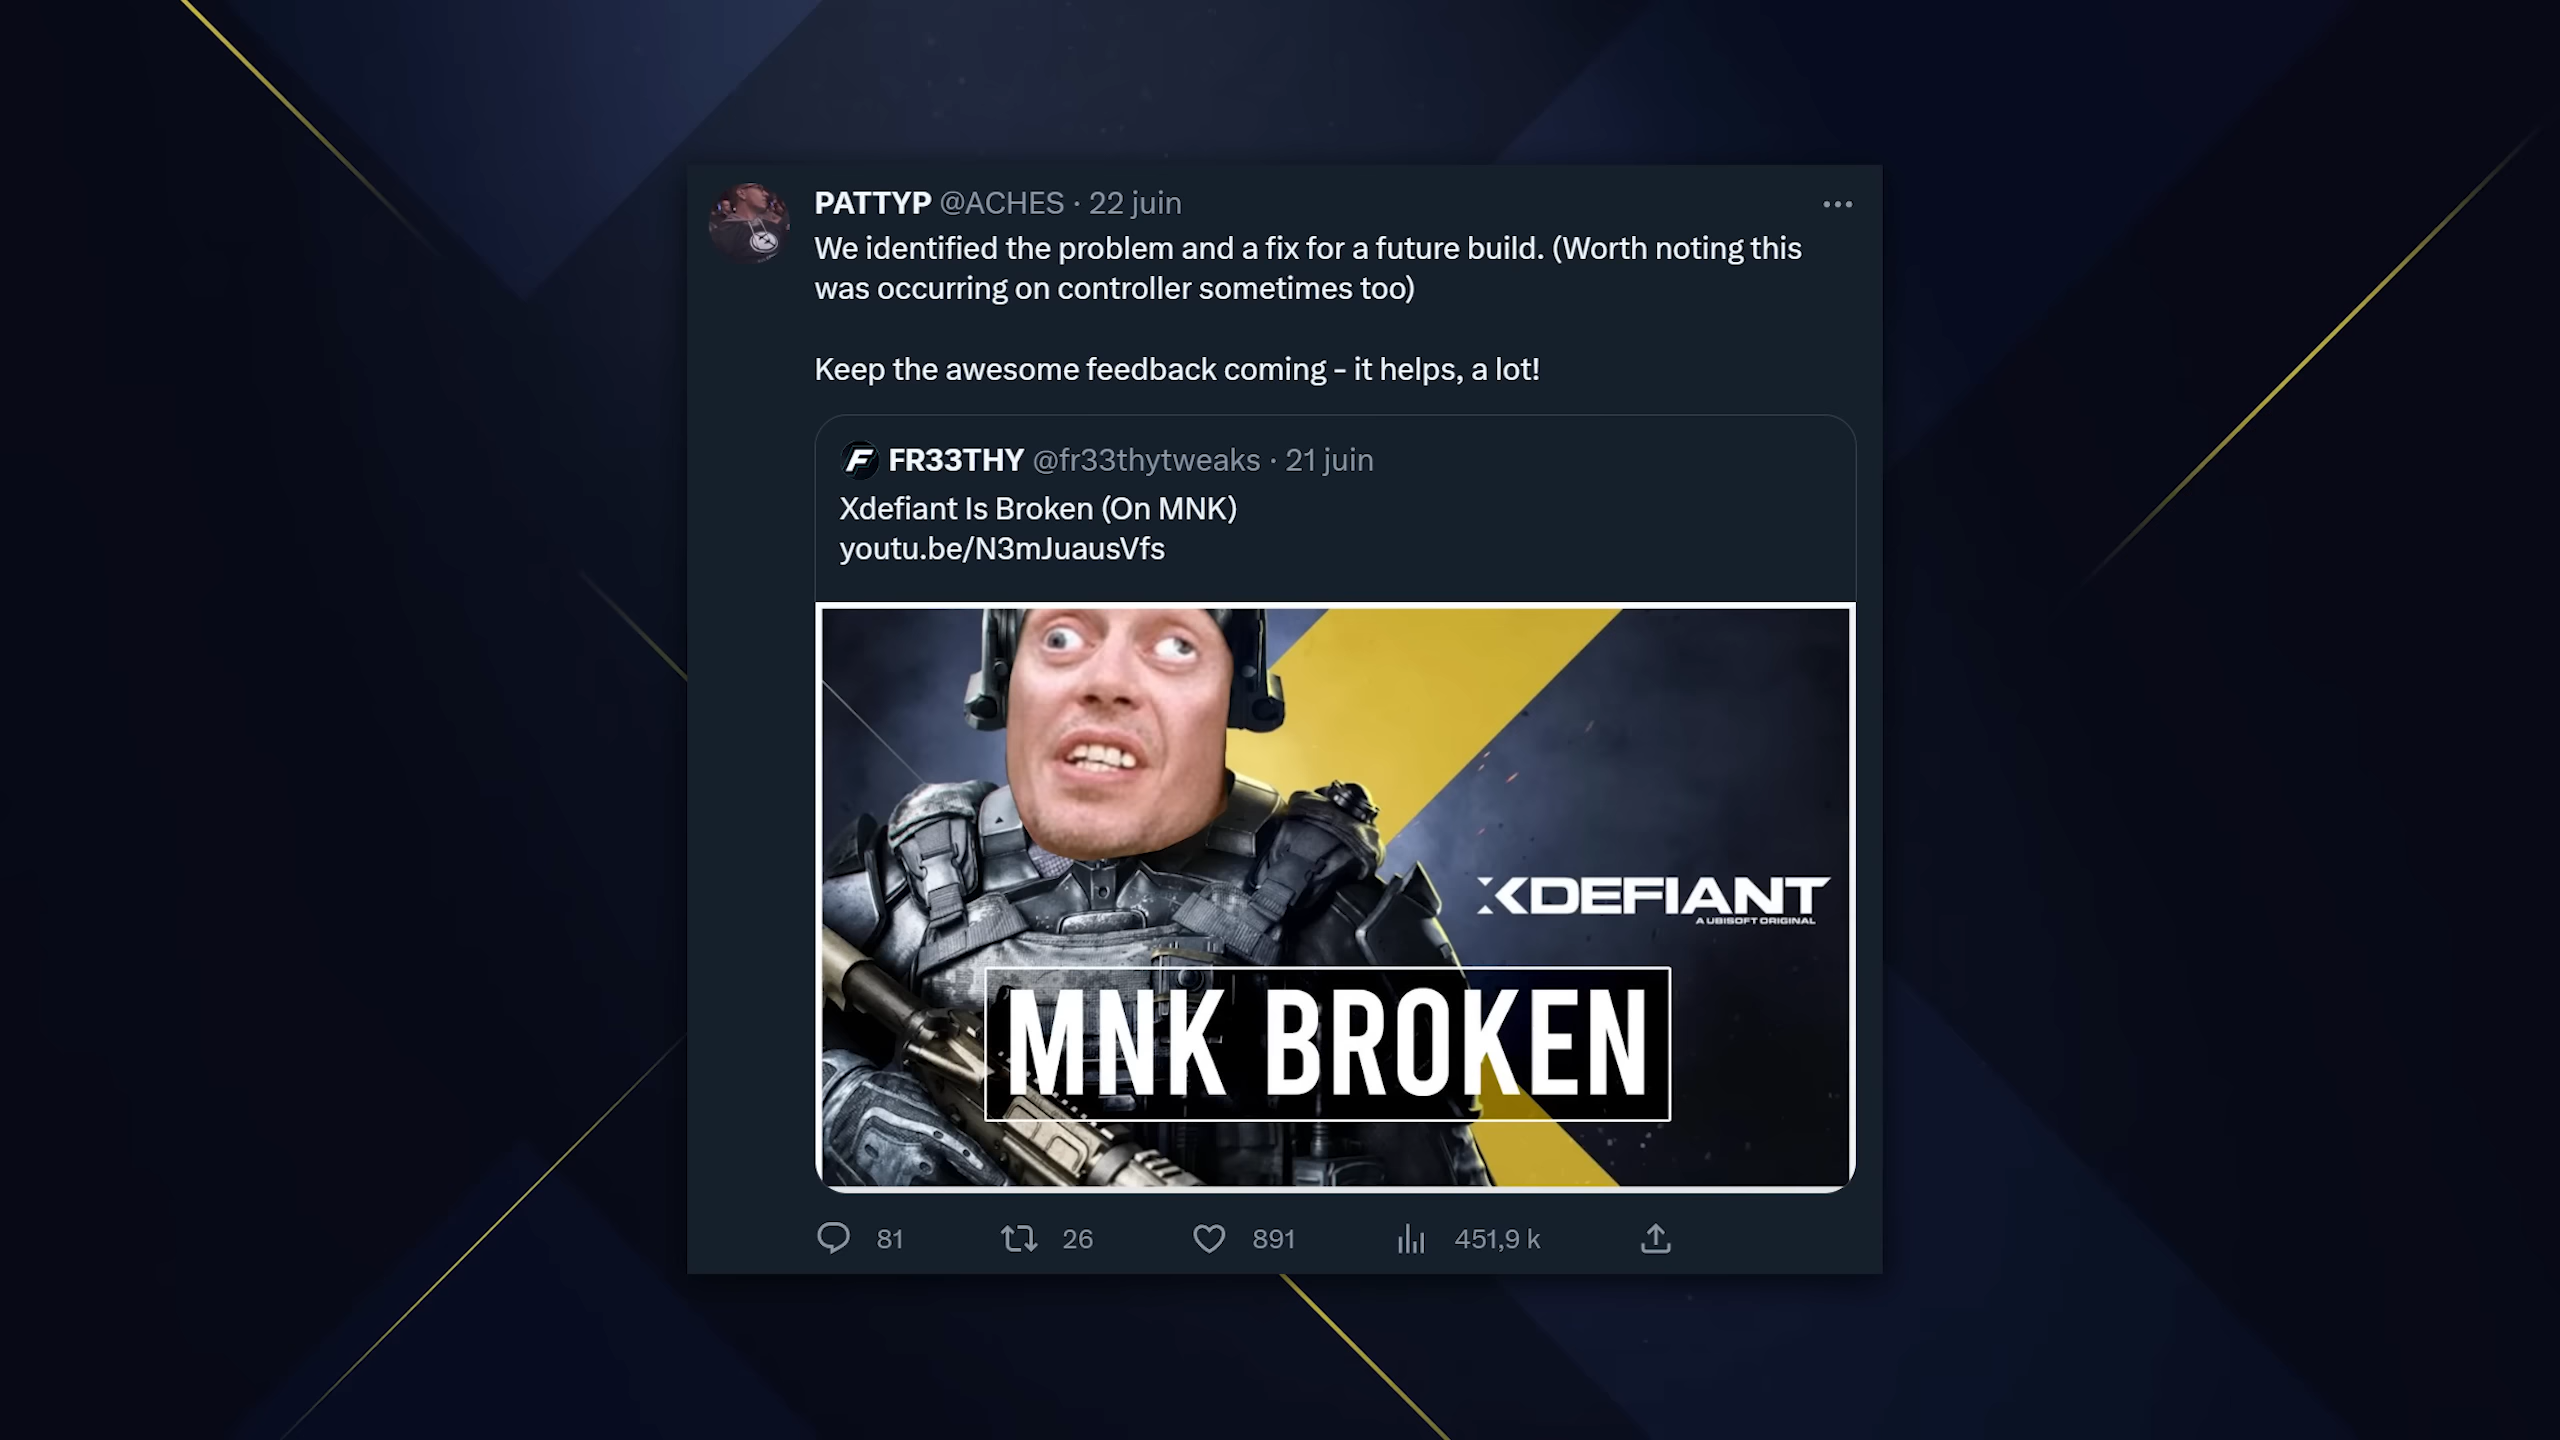 PATTYP @ACHES · 22 juin
We identified the problem and a fix for a future build. (Worth noting this
was occurring on controller sometimes too)
Keep the awesome feedback coming - it helps, a lot!
F FR33THY @fr33thytweaks · 21 juin
Xdefiant Is Broken (On MNK)
youtu.be/N3mJuausVfs
XDEFIANT
A UBISOFT ORIGINAL
MNK BROKEN
81 26 891 451,9 k